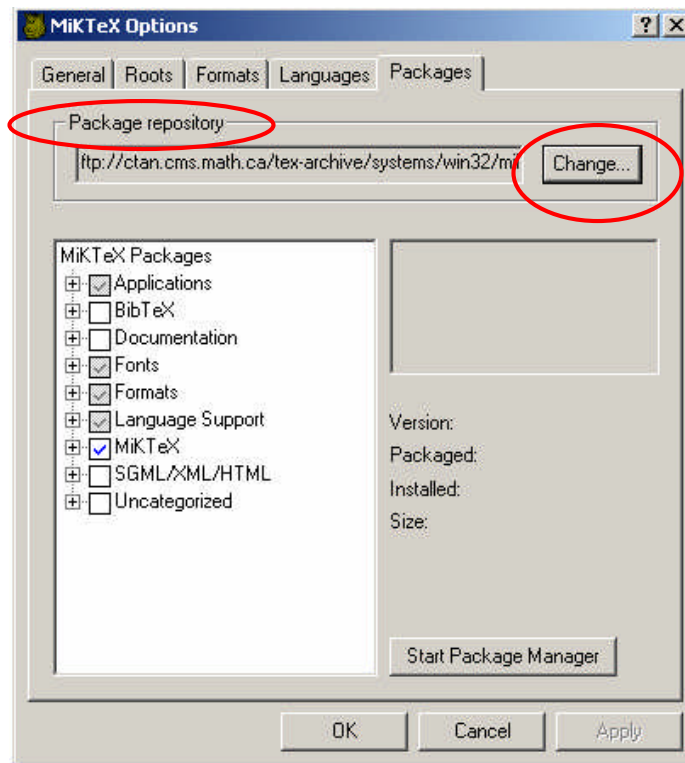 MiKTeX Options
General Roots Formats Languages Packages
Package repository
ftp://ctan.cms.math.ca/tex-archive/systems/win32/mi
Change...
MiKTeX Packages
Applications
BibTeX
Documentation
Fonts
Formats
Language Support
MiKTeX
SGML/XML/HTML
Uncategorized
Version:
Packaged:
Installed:
Size:
Start Package Manager
OK Cancel Apply